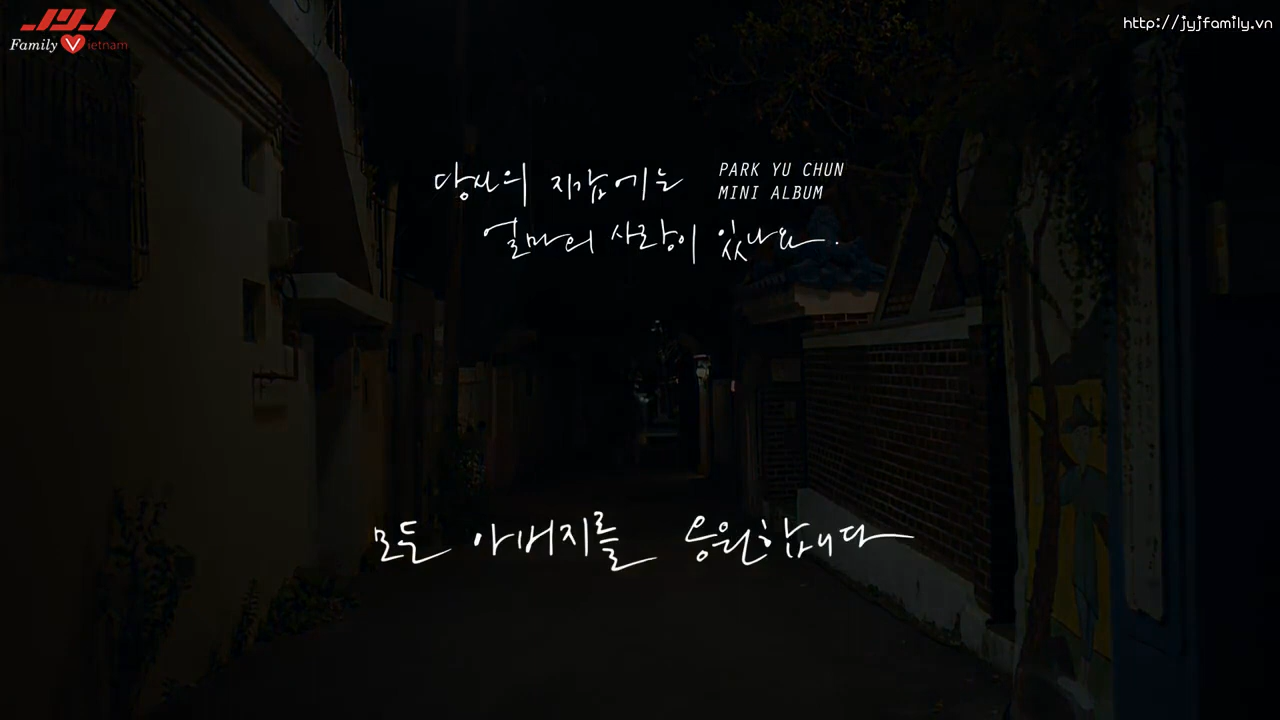 JYJ
Family Vietnam
http://jyjfamily.vn
당신의 지갑에는
PARK YU CHUN
MINI ALBUM
얼마의 사랑이 있나요.
모든 아버지를 응원합니다